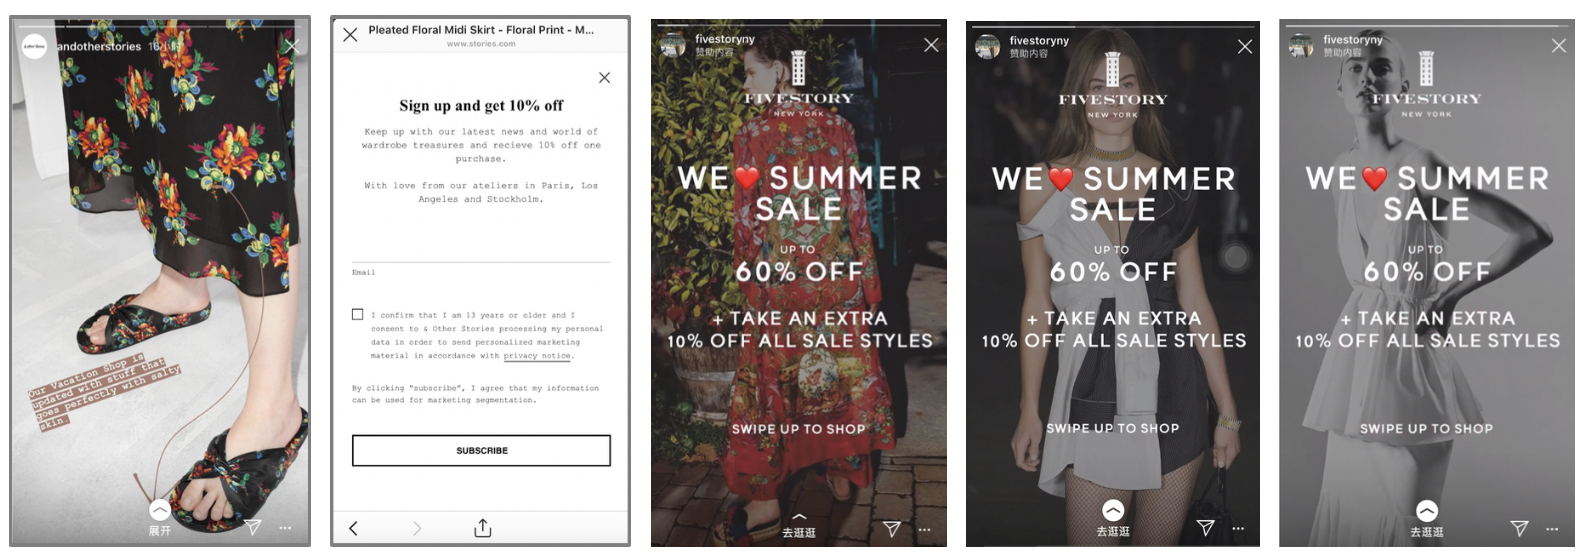 & other Stories
andotherstories 16小时
Our Vacation Shop is
updated with stuff that
goes perfectly with salty
skin.
展开
Pleated Floral Midi Skirt - Floral Print - M...
www.stories.com
Sign up and get 10% off
Keep up with our latest news and world of
wardrobe treasures and recieve 10% off one
purchase.
With love from our ateliers in Paris, Los
Angeles and Stockholm.
Email
I confirm that I am 13 years or older and I
consent to & Other Stories processing my personal
data in order to send personalized marketing
material in accordance with privacy notice.
By clicking "subscribe", I agree that my information
can be used for marketing segmentation.
SUBSCRIBE
fivestoryny
赞助内容
FIVESTORY
NEW YORK
WE❤️ SUMMER
SALE
UP TO
60% OFF
+ TAKE AN EXTRA
10% OFF ALL SALE STYLES
SWIPE UP TO SHOP
去逛逛
fivestoryny
赞助内容
FIVESTORY
NEW YORK
WE❤️ SUMMER
SALE
UP TO
60% OFF
+ TAKE AN EXTRA
10% OFF ALL SALE STYLES
SWIPE UP TO SHOP
去逛逛
fivestoryny
赞助内容
FIVESTORY
NEW YORK
WE❤️ SUMMER
SALE
UP TO
60% OFF
+ TAKE AN EXTRA
10% OFF ALL SALE STYLES
SWIPE UP TO SHOP
去逛逛